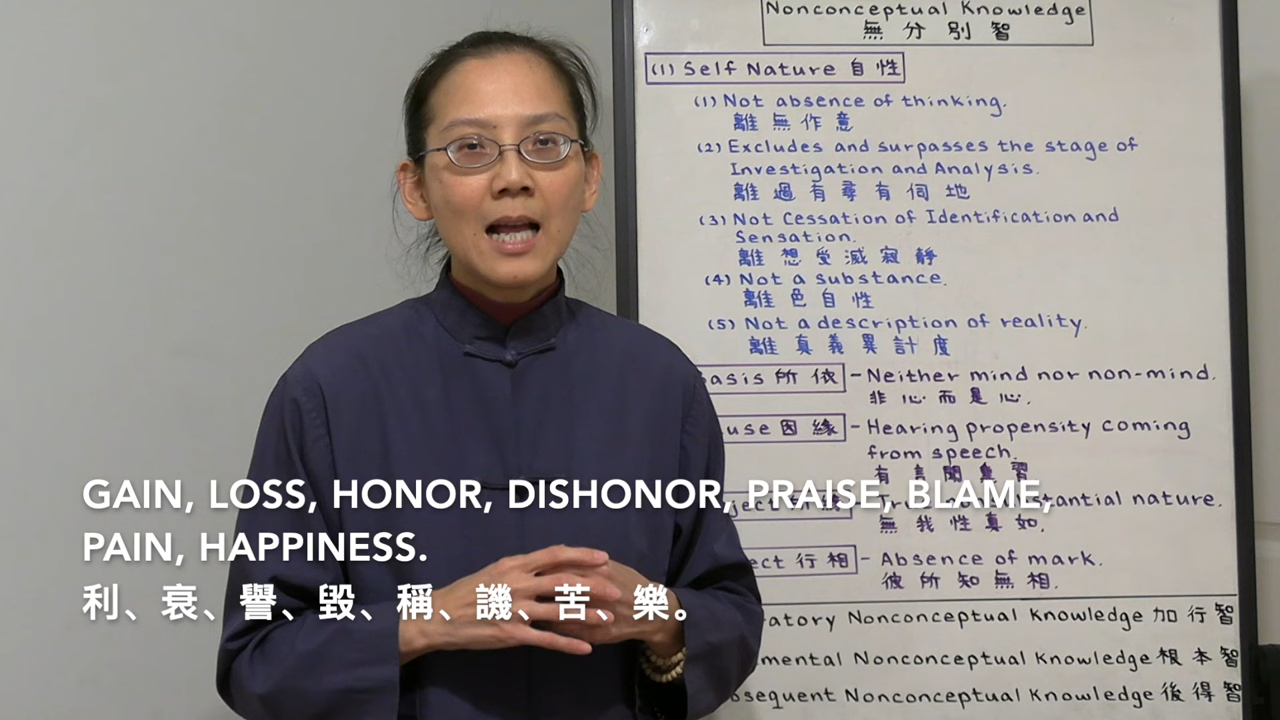 Nonconceptual Knowledge
無分別智
(1) Self Nature 自性
(1) Not absence of thinking.
離無作意
(2) Excludes and surpasses the stage of
Investigation and Analysis.
離過有尋有伺地
(3) Not Cessation of Identification and
Sensation.
離想受滅寂靜
(4) Not a substance.
離色自性
(5) Not a description of reality.
離真義異計度
所依 - Neither mind nor non-mind.
非心而是心.
因緣 - Hearing propensity coming
from speech.
有言聞熏習
nature.
無我性真如.
行相 - Absence of mark.
彼所知無相.
Nonconceptual Knowledge 加行智
Nonconceptual Knowledge 根本智
Nonconceptual Knowledge 後得智
GAIN, LOSS, HONOR, DISHONOR, PRAISE, BLAME,
PAIN, HAPPINESS.
利、衰、譽、毀、稱、譏、苦、樂。